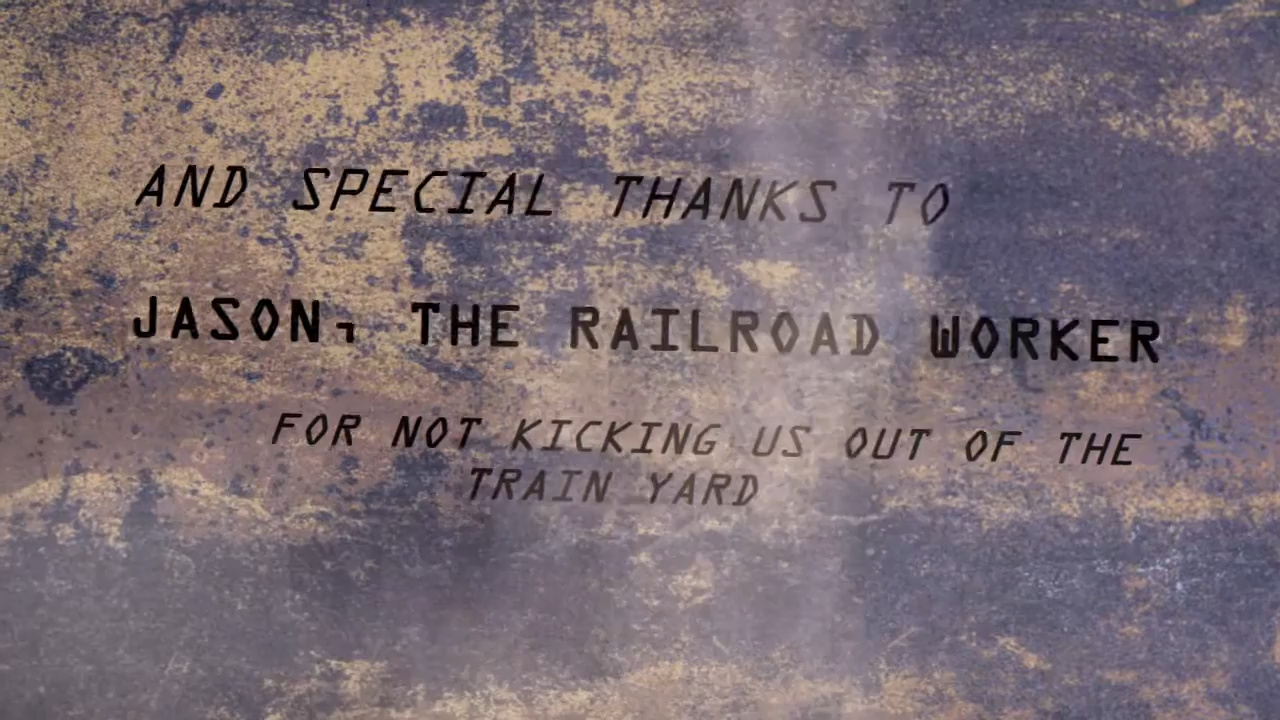 AND SPECIAL THANKS TO
JASON, THE RAILROAD WORKER
FOR NOT KICKING US OUT OF THE
TRAIN YARD